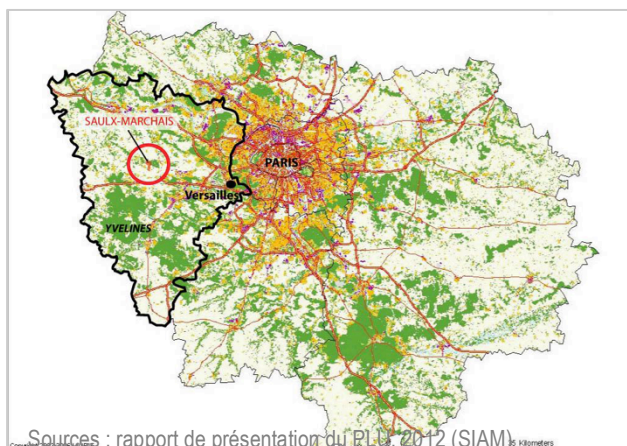 SAULX-MARCHAIS
PARIS
Versailles
YVELINES
Sources : rapport de présentation du PLU, 2012 (SIAM)
35 Kilometers